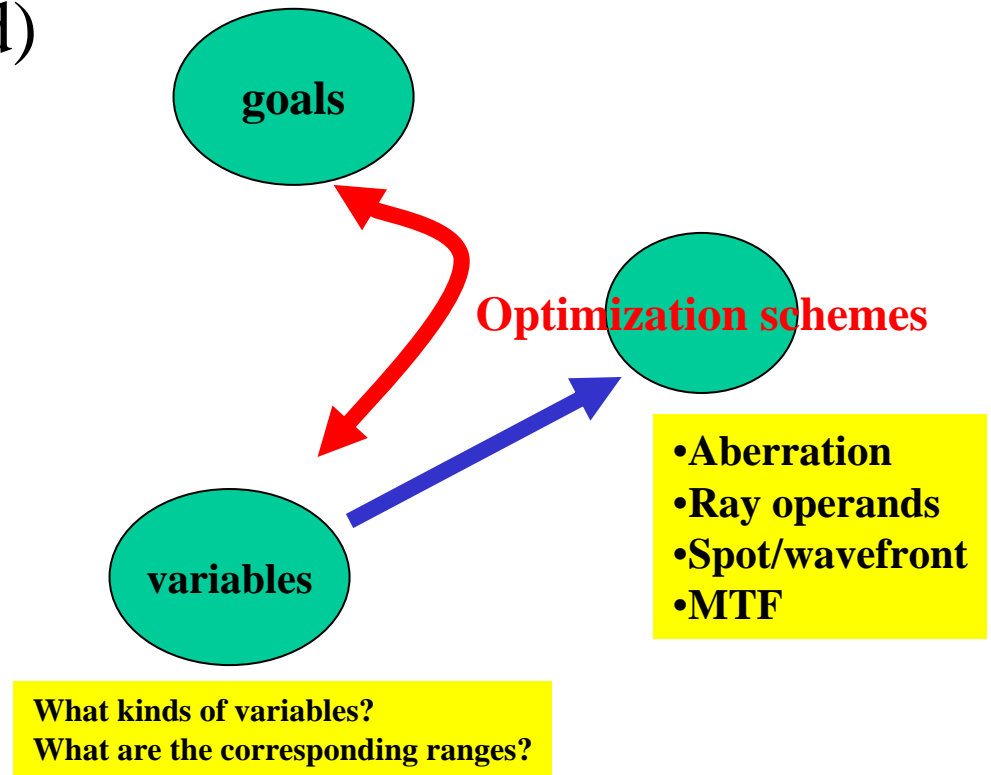 goals
Optimization schemes
•Aberration
•Ray operands
•Spot/wavefront
•MTF
variables
What kinds of variables?
What are the corresponding ranges?